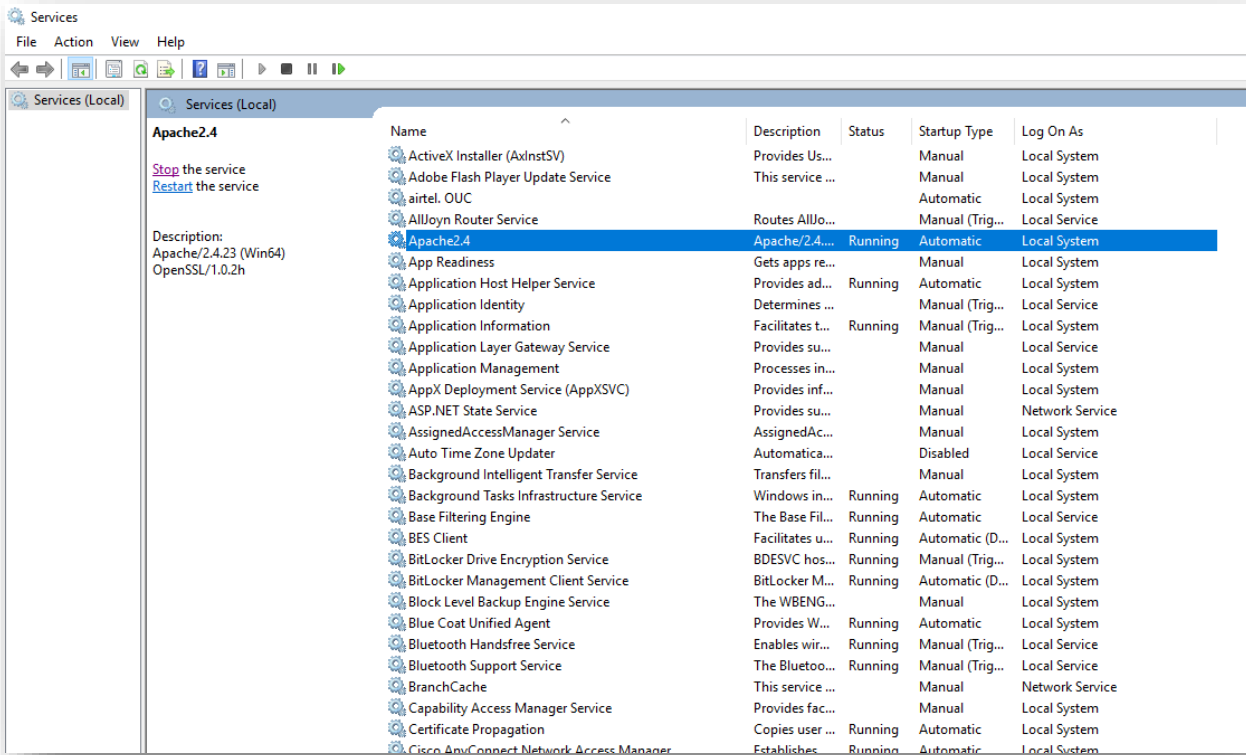 Services
File Action View Help
Services (Local)
Services (Local)
Apache2.4
Stop the service
Restart the service
Description:
Apache/2.4.23 (Win64)
OpenSSL/1.0.2h
Name Description Status Startup Type Log On As
ActiveX Installer (AxInstSV) Provides Us... Manual Local System
Adobe Flash Player Update Service This service ... Manual Local System
airtel. OUC Automatic Local System
AllJoyn Router Service Routes AllJo... Manual (Trig... Local Service
Apache2.4 Apache/2.4.... Running Automatic Local System
App Readiness Gets apps re... Manual Local System
Application Host Helper Service Provides ad... Running Automatic Local System
Application Identity Determines ... Manual (Trig... Local Service
Application Information Facilitates t... Running Manual (Trig... Local System
Application Layer Gateway Service Provides su... Manual Local Service
Application Management Processes in... Manual Local System
AppX Deployment Service (AppXSVC) Provides inf... Manual Local System
ASP.NET State Service Provides su... Manual Network Service
AssignedAccessManager Service AssignedAc... Manual Local System
Auto Time Zone Updater Automatica... Disabled Local Service
Background Intelligent Transfer Service Transfers fil... Manual Local System
Background Tasks Infrastructure Service Windows in... Running Automatic Local System
Base Filtering Engine The Base Fil... Running Automatic Local Service
BES Client Facilitates u... Running Automatic (D... Local System
BitLocker Drive Encryption Service BDESVC hos... Running Manual (Trig... Local System
BitLocker Management Client Service BitLocker M... Running Automatic (D... Local System
Block Level Backup Engine Service The WBENG... Manual Local System
Blue Coat Unified Agent Provides W... Running Automatic Local System
Bluetooth Handsfree Service Enables wir... Running Manual (Trig... Local Service
Bluetooth Support Service The Bluetoo... Running Manual (Trig... Local Service
BranchCache This service ... Manual Network Service
Capability Access Manager Service Provides fac... Manual Local System
Certificate Propagation Copies user ... Running Automatic Local System
Cisco AnyConnect Network Access Manager Establishes Running Automatic Local System